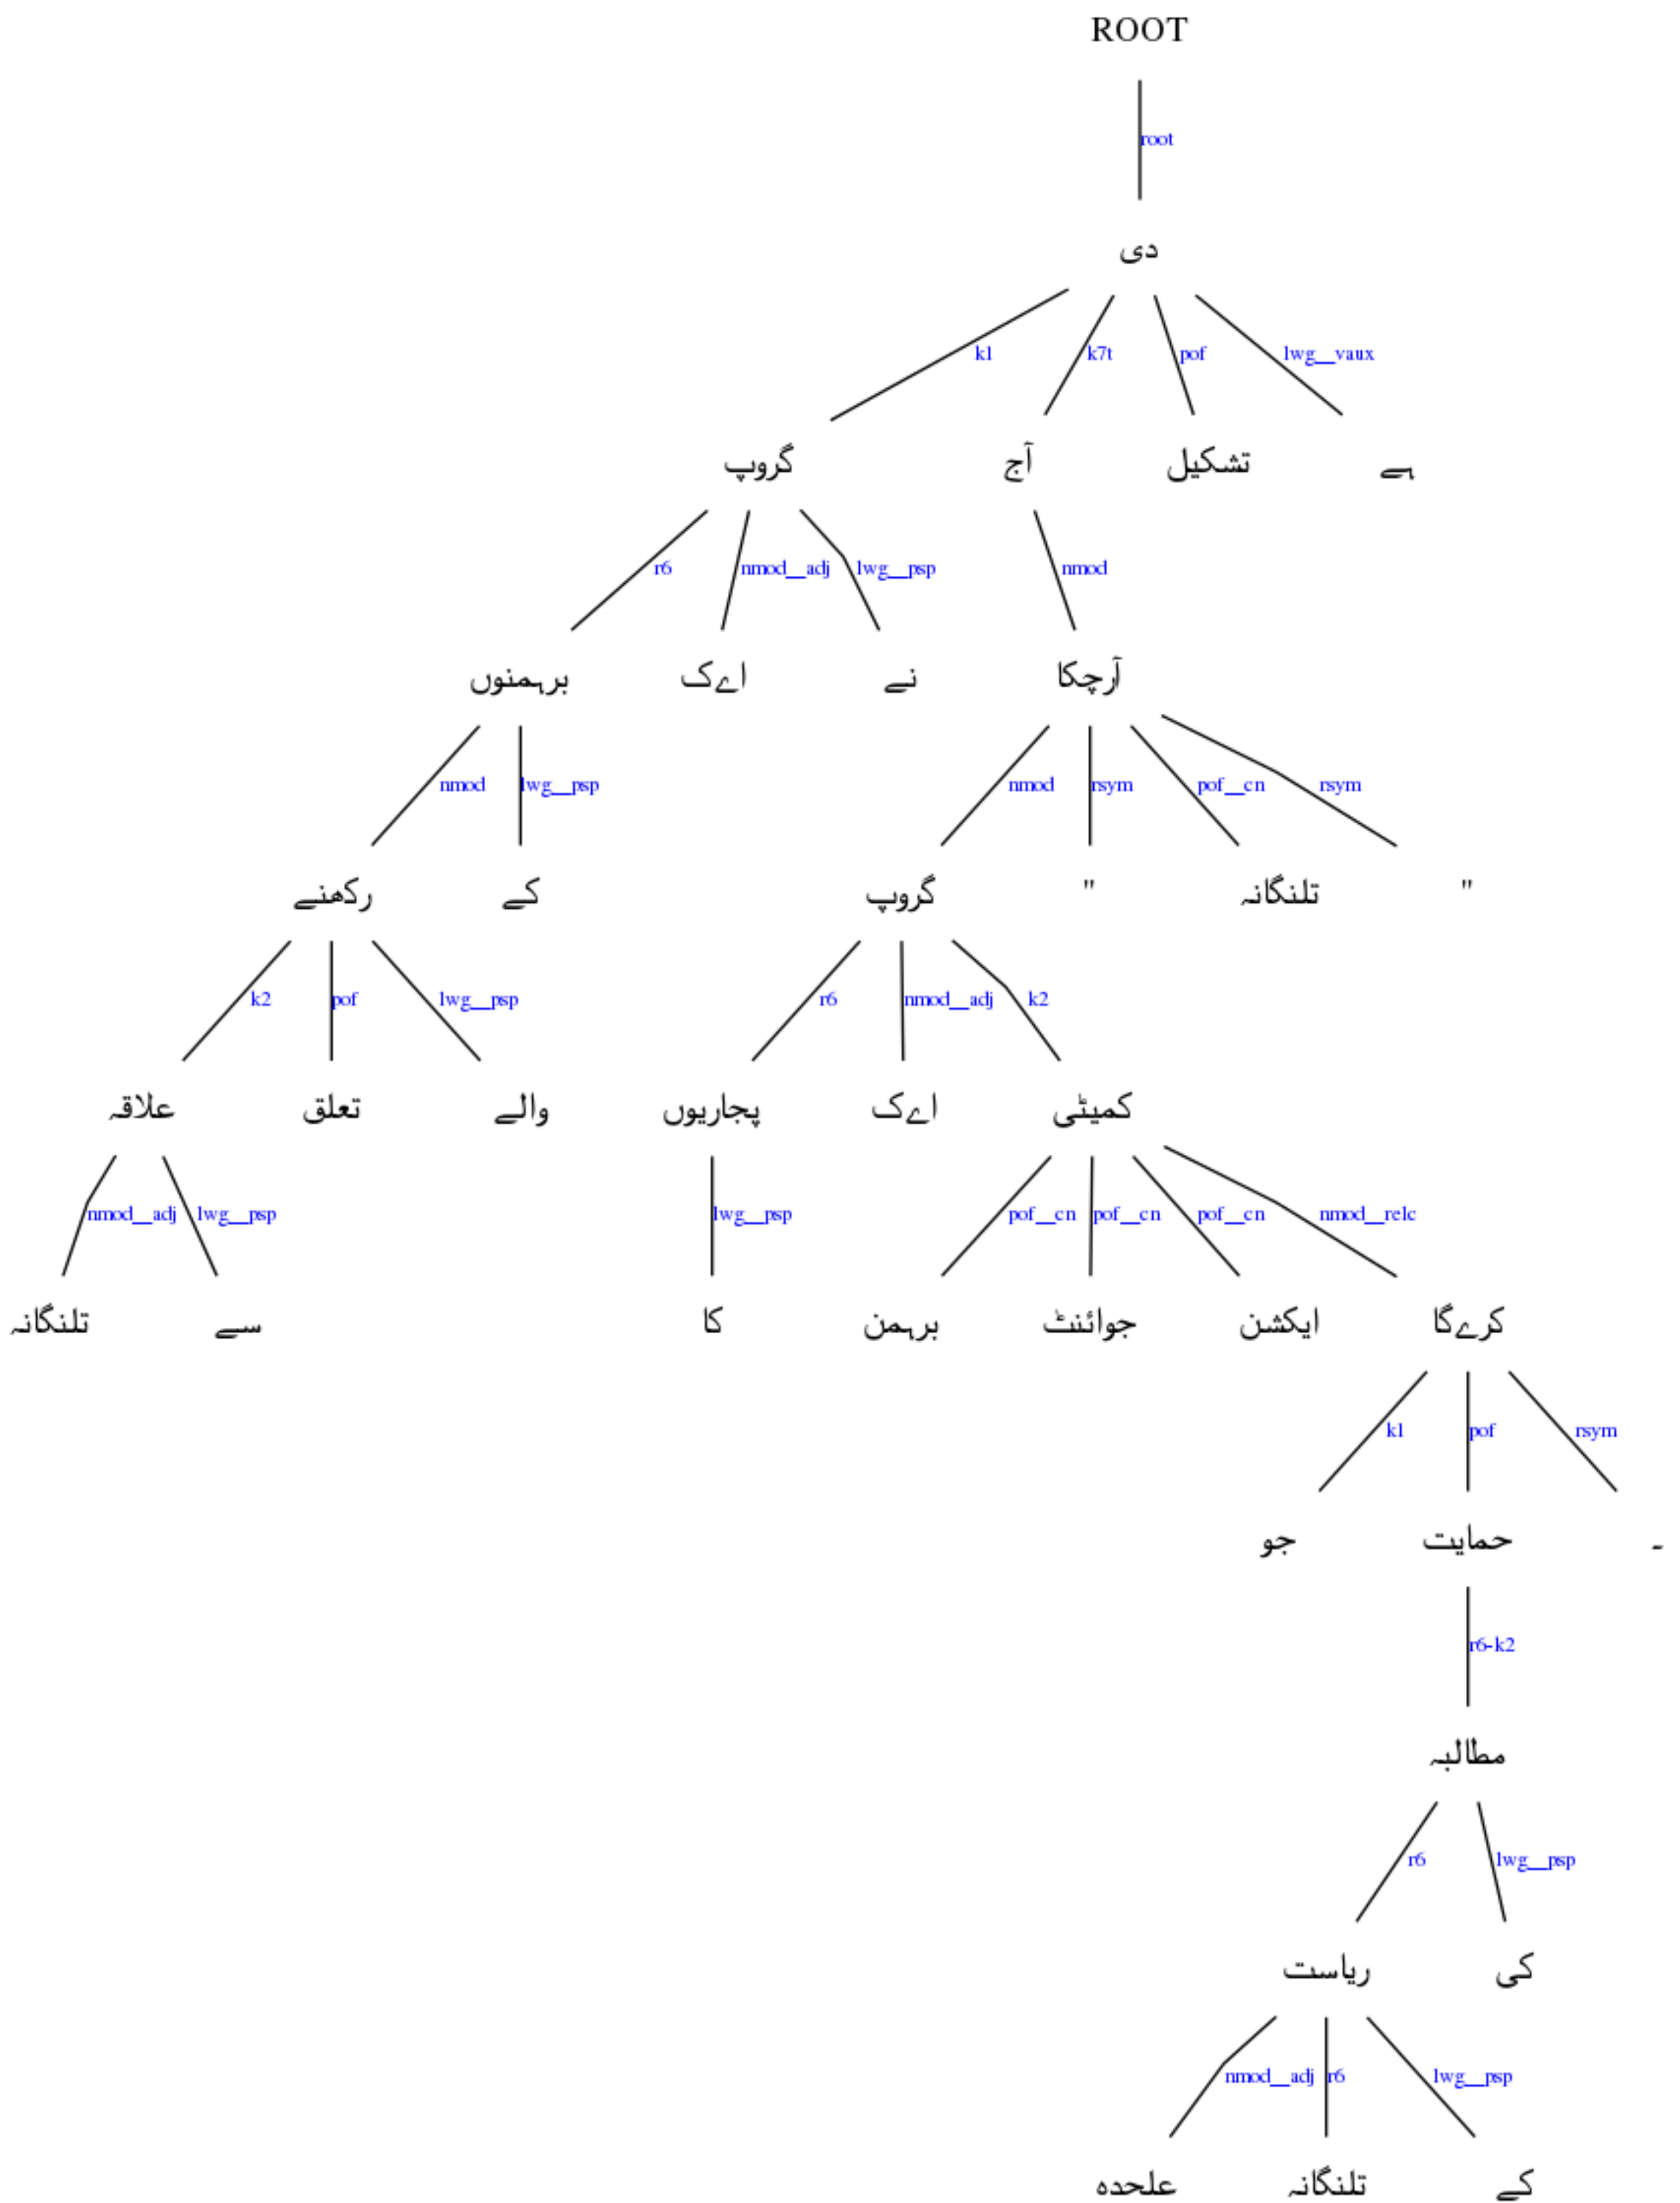 ROOT
root
دی
k1 k7t pof lwg__vaux
گروپ آج تشکیل ہے
r6 nmod__adj lwg__psp nmod
برہمنوں اےک نے آرچکا
nmod lwg__psp nmod rsym pof__cn rsym
رکھنے کے گروپ " تلنگانہ "
k2 pof lwg__psp r6 nmod__adj k2
علاقہ تعلق والے پجاریوں اےک کمیٹی
nmod__adj lwg__psp lwg__psp pof__cn pof__cn pof__cn nmod__relc
تلنگانہ سے کا برہمن جوائنٹ ایکشن کرےگا
k1 pof rsym
جو حمایت ۔
r6-k2
مطالبہ
r6 lwg__psp
ریاست کی
nmod__adj r6 lwg__psp
علحدہ تلنگانہ کے